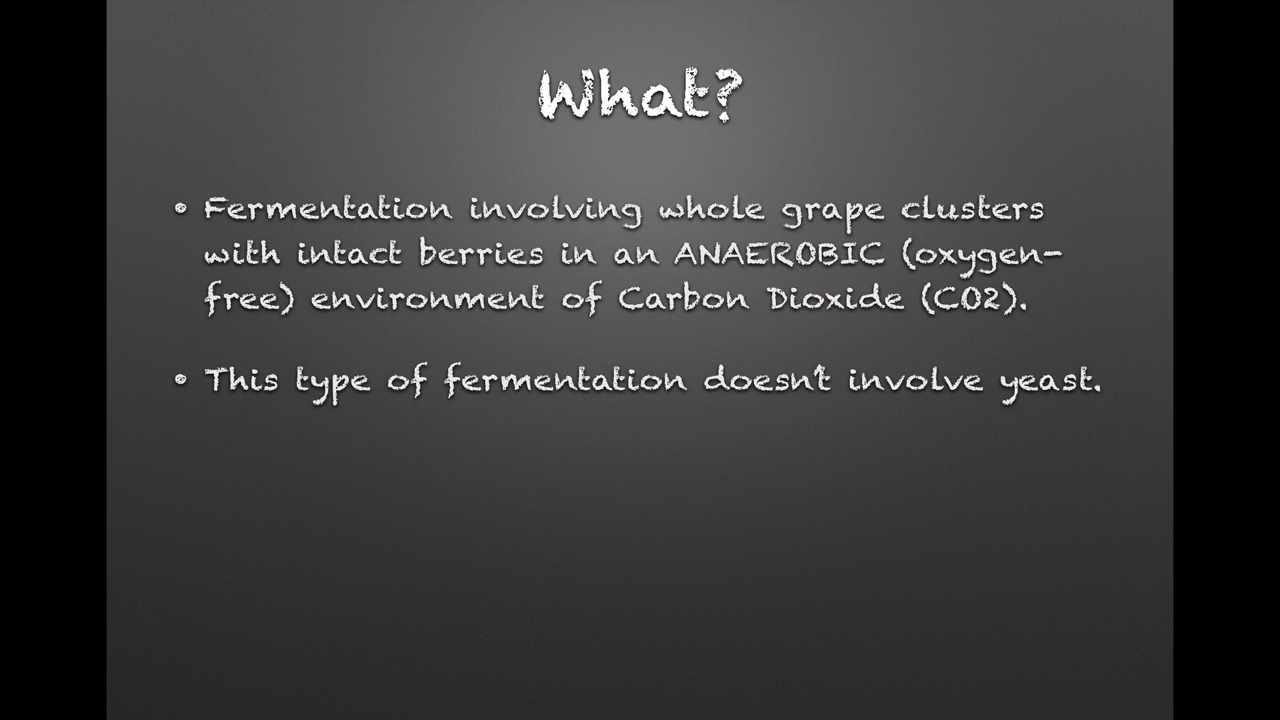 What?
• Fermentation involving whole grape clusters
with intact berries in an ANAEROBIC (oxygen-
free) environment of Carbon Dioxide (CO2).
• This type of fermentation doesn't involve yeast.